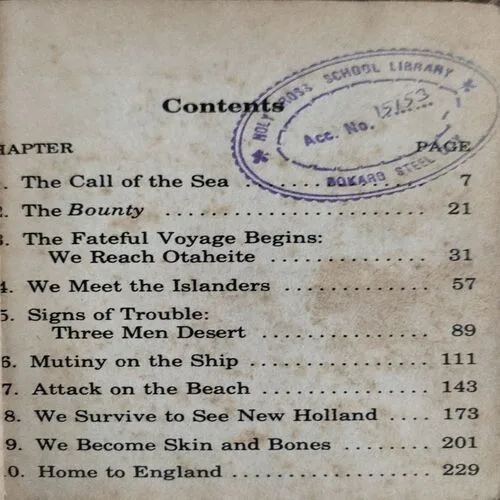 HOLY CROSS SCHOOL LIBRARY
Acc. No. 15153
BOKARO STEEL
Contents
HAPTER PAGE
1. The Call of the Sea ............ 7
2. The Bounty .................... 21
3. The Fateful Voyage Begins:
We Reach Otaheite ............. 31
4. We Meet the Islanders ............ 57
5. Signs of Trouble:
Three Men Desert ............... 89
6. Mutiny on the Ship ............... 111
7. Attack on the Beach ............. 143
8. We Survive to See New Holland .... 173
9. We Become Skin and Bones ....... 201
0. Home to England ................. 229